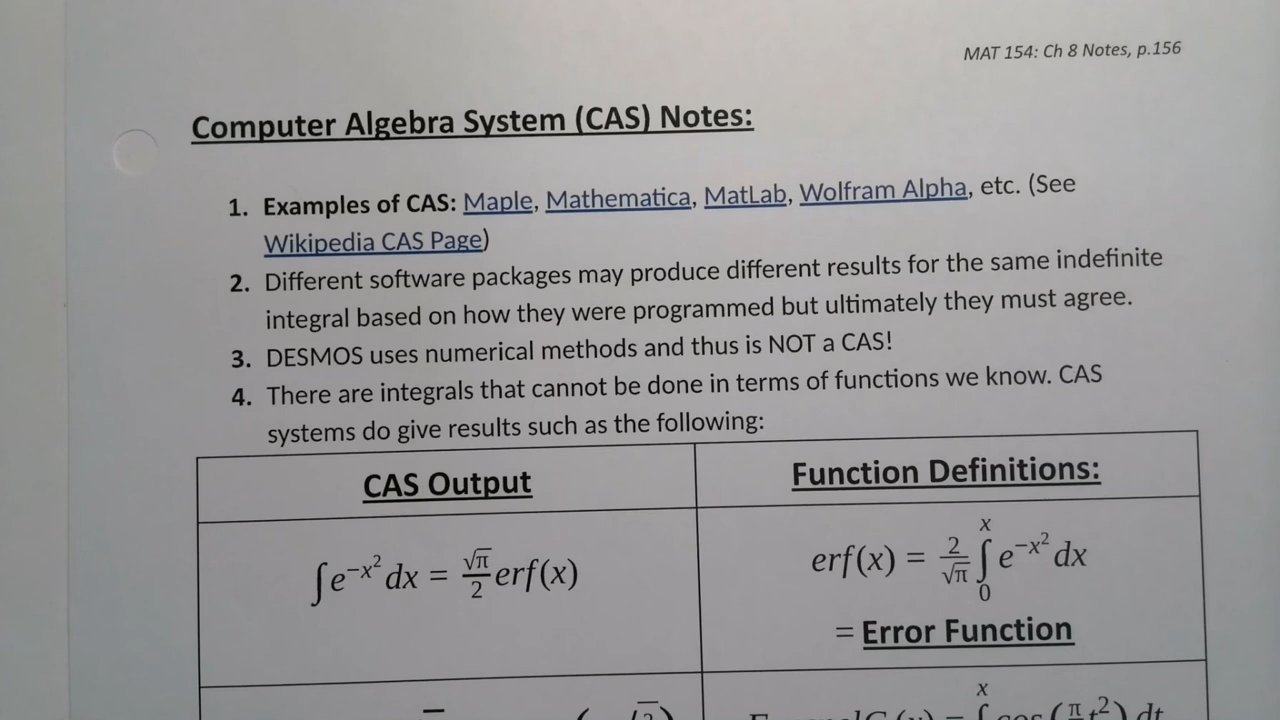 MAT 154: Ch 8 Notes, p.156
Computer Algebra System (CAS) Notes:
1. Examples of CAS: Maple, Mathematica, MatLab, Wolfram Alpha, etc. (See
Wikipedia CAS Page)
2. Different software packages may produce different results for the same indefinite
integral based on how they were programmed but ultimately they must agree.
3. DESMOS uses numerical methods and thus is NOT a CAS!
4. There are integrals that cannot be done in terms of functions we know. CAS
systems do give results such as the following:
CAS Output
Function Definitions:
∫e^{-x²} dx = \frac{√π}{2} erf(x)
erf(x) = \frac{2}{√π} ∫_0^x e^{-x²} dx
= Error Function